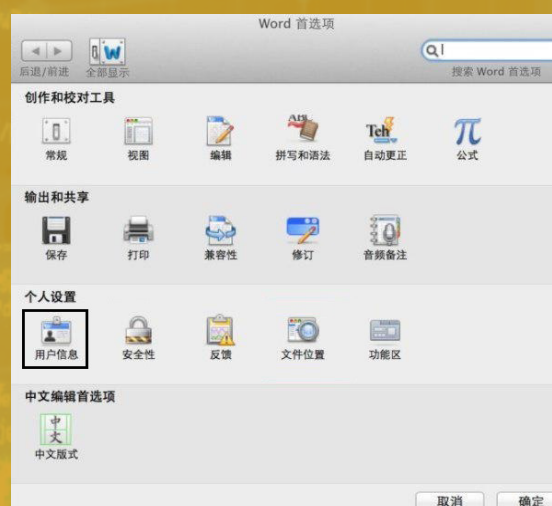 Word 首选项
后退/前进 全部显示 搜索 Word 首选项
创作和校对工具
常规 视图 编辑 拼写和语法 自动更正 公式
输出和共享
保存 打印 兼容性 修订 音频备注
个人设置
用户信息 安全性 反馈 文件位置 功能区
中文编辑首选项
中文版式
取消 确定